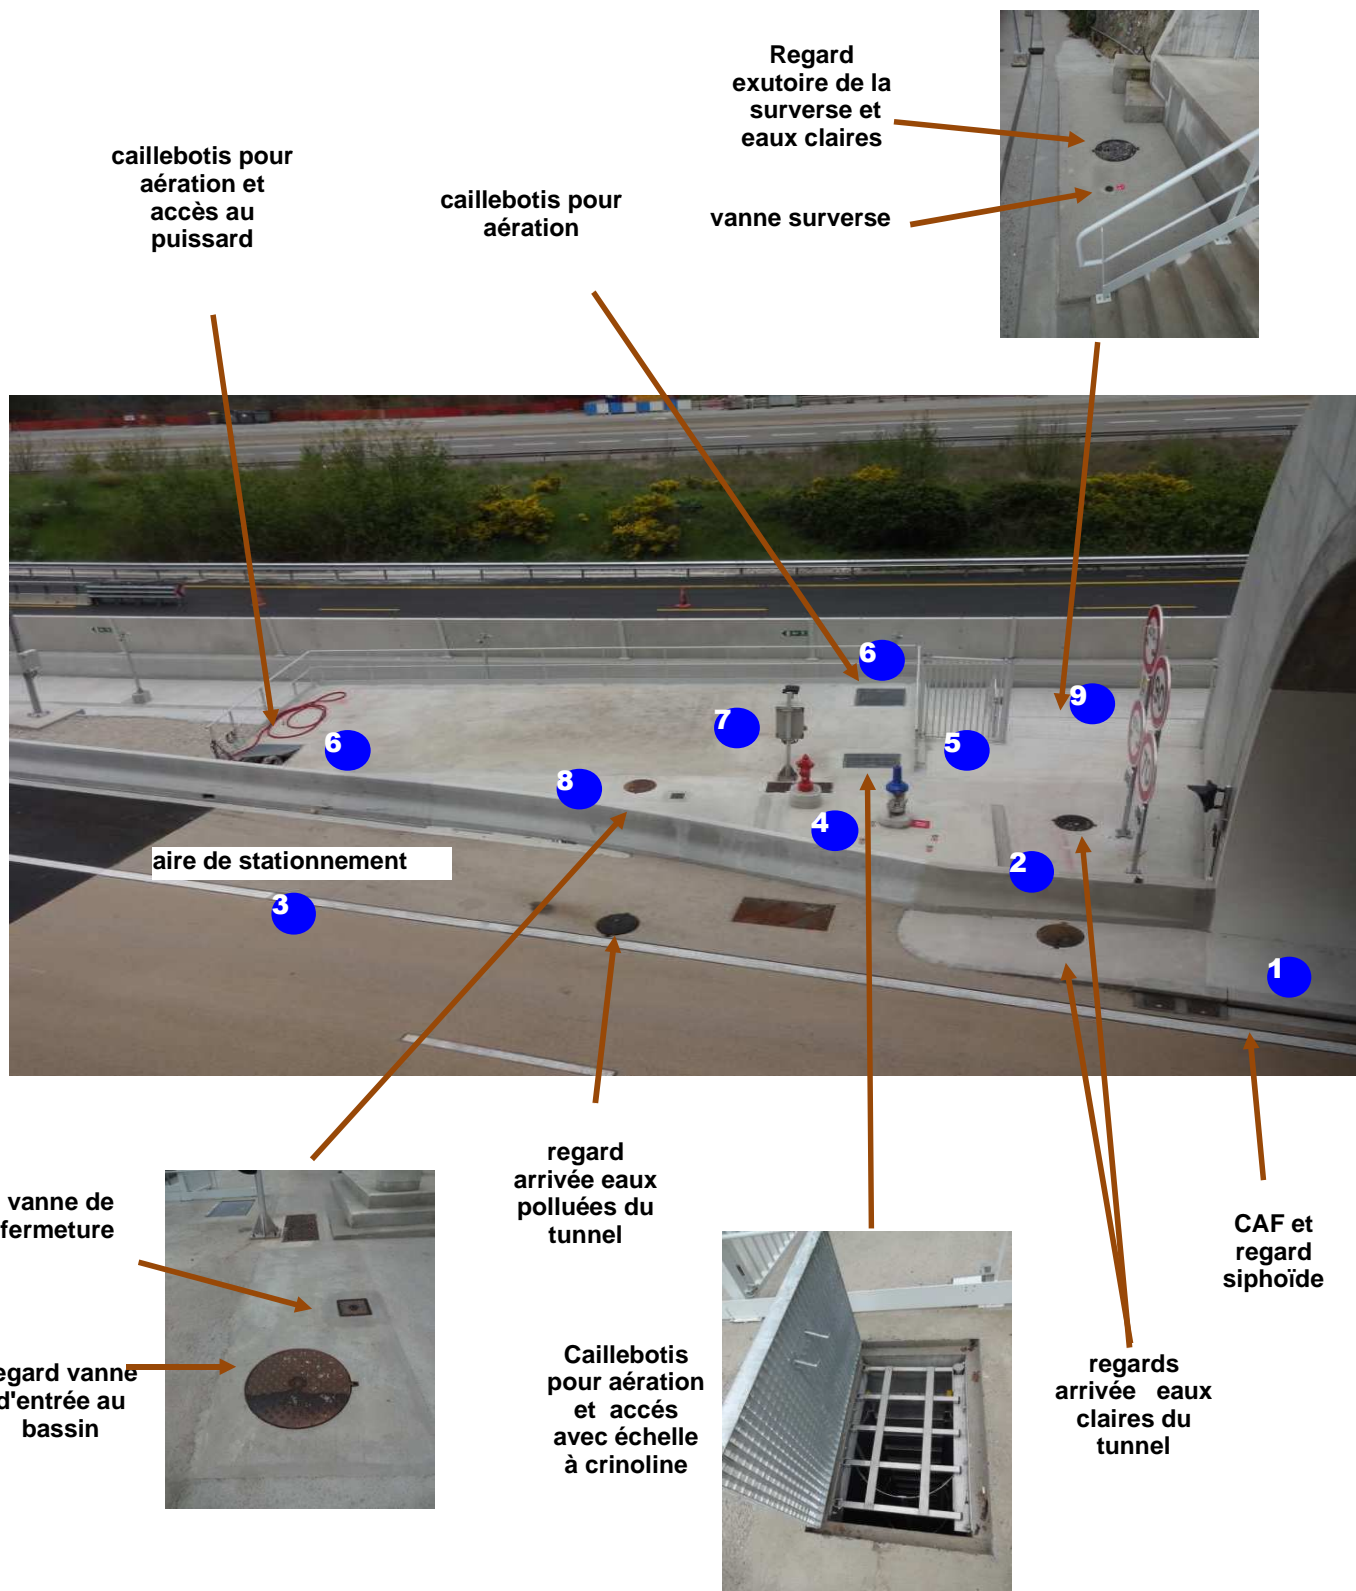 Regard
exutoire de la
surverse et
eaux claires
caillebotis pour
aération et
accès au
puissard
caillebotis pour
aération
vanne surverse
6
9
7
6
5
8
4
aire de stationnement
2
3
1
vanne de
fermeture
regard
arrivée eaux
polluées du
tunnel
CAF et
regard
siphoïde
egard vanne
d'entrée au
bassin
Caillebotis
pour aération
et accés
avec échelle
à crinoline
regards
arrivée eaux
claires du
tunnel